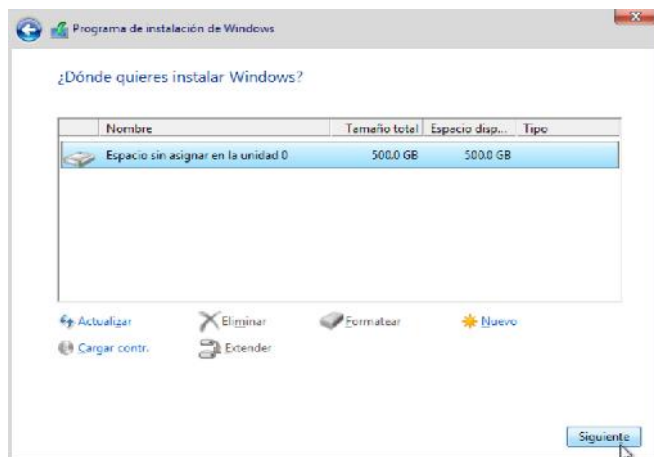 Programa de instalación de Windows
¿Dónde quieres instalar Windows?
Nombre Tamaño total Espacio disp... Tipo
Espacio sin asignar en la unidad 0 500.0 GB 500.0 GB
Actualizar Eliminar Formatear Nuevo
Cargar contr. Extender
Siguiente